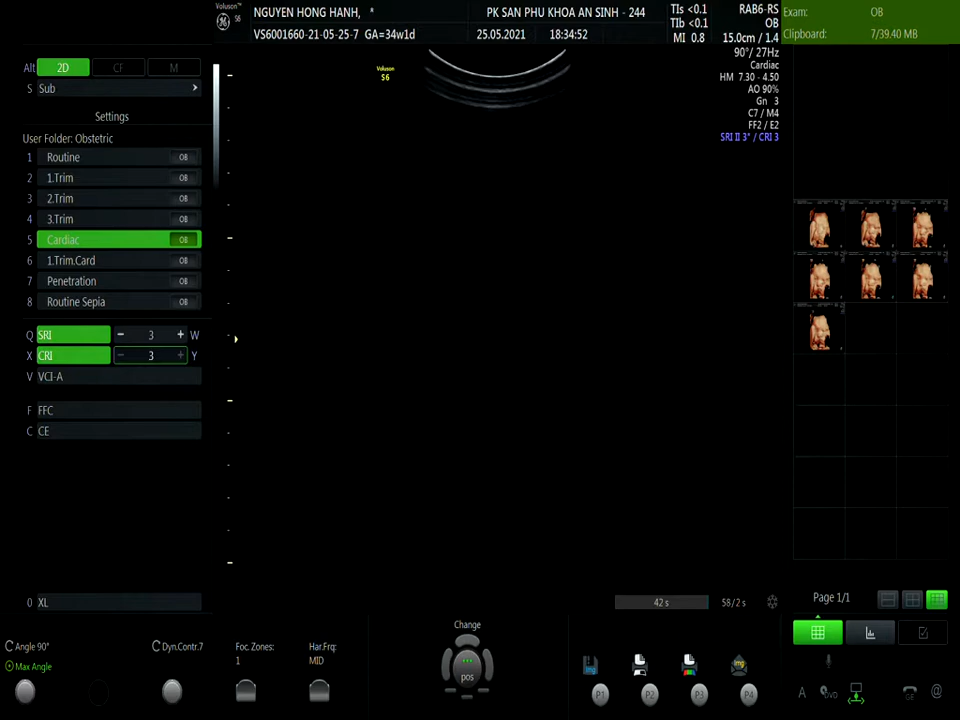 Voluson™
S6
NGUYEN HONG HANH, *
PK SAN PHU KHOA AN SINH - 244
VS6001660-21-05-25-7 GA=34w1d
25.05.2021
18:34:52
TIs <0.1
TIb <0.1
MI 0.8
RAB6-RS
OB
15.0cm / 1.4
90°/ 27Hz
Cardiac
HM 7.30 - 4.50
AO 90%
Gn 3
C7 / M4
FF2 / E2
SRI II 3* / CRI 3
Exam: OB
Clipboard: 7/39.40 MB
Voluson
S6
Alt 2D CF M
S Sub >
Settings
User Folder: Obstetric
1 Routine OB
2 1.Trim OB
3 2.Trim OB
4 3.Trim OB
5 Cardiac OB
6 1.Trim.Card OB
7 Penetration OB
8 Routine Sepia OB
Q SRI - 3 + W
X CRI - 3 + Y
V VCI-A
F FFC
C CE
0 XL
42 s
58/2 s
Page 1/1
Angle 90°
Max Angle
Dyn.Contr.7
Foc. Zones:
1
Har.Frq:
MID
Change
pos
img
P1
P2
P3
P4
A
DVD
GE
@